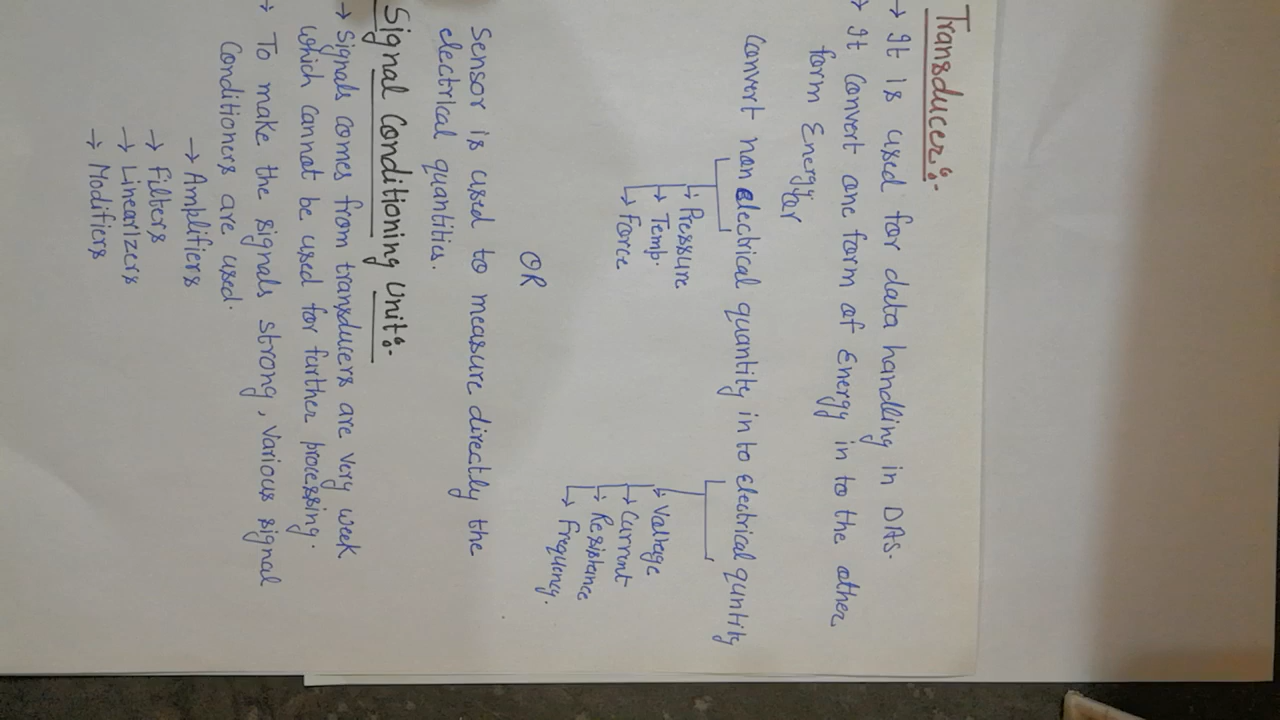 Transducer:-
→ It is used for data handling in DAS.
→ It convert one form of Energy in to the other
form Energy or
convert non electrical quantity in to electrical quntity
→ Pressure
→ Temp.
→ Force
→ Voltage
→ Current
→ Resistance
→ Frequency.
OR
Sensor is used to measure directly the
electrical quantities.
Signal Conditioning Unit:-
→ Signals comes from transducers are very week
which cannot be used for further processing.
→ To make the signals strong, various signal
conditioners are used.
→ Amplifiers
→ Filters
→ Linearizers
→ Modifiers